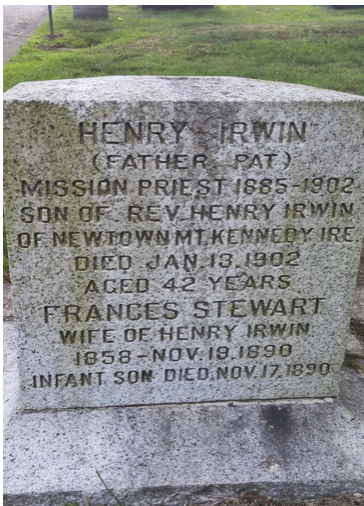 HENRY IRWIN
(FATHER PAT)
MISSION PRIEST 1885-1902
SON OF REV. HENRY IRWIN
OF NEWTOWN MT. KENNEDY IRE
DIED JAN. 13. 1902
AGED 42 YEARS
FRANCES STEWART
WIFE OF HENRY IRWIN
1858-NOV. 19. 1890
INFANT SON DIED. NOV. 17. 1890